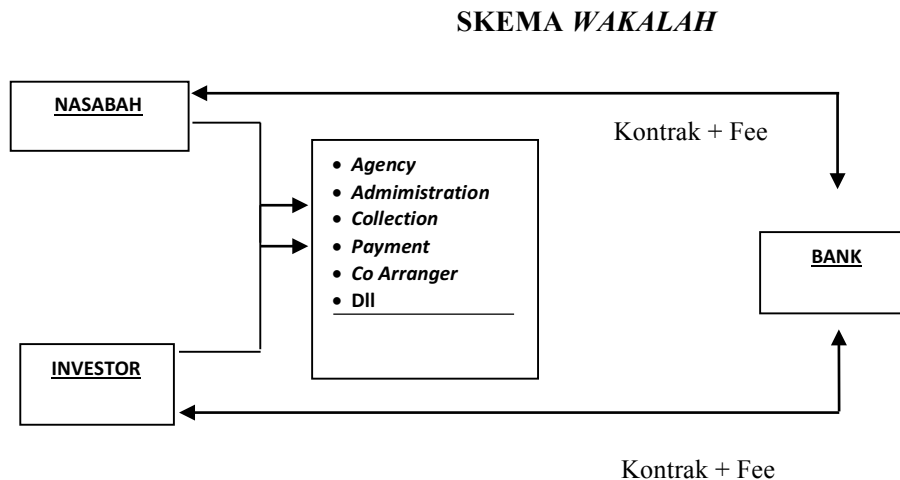 SKEMA WAKALAH
NASABAH
Kontrak + Fee
• Agency
• Admimistration
• Collection
• Payment
• Co Arranger
• Dll
BANK
INVESTOR
Kontrak + Fee